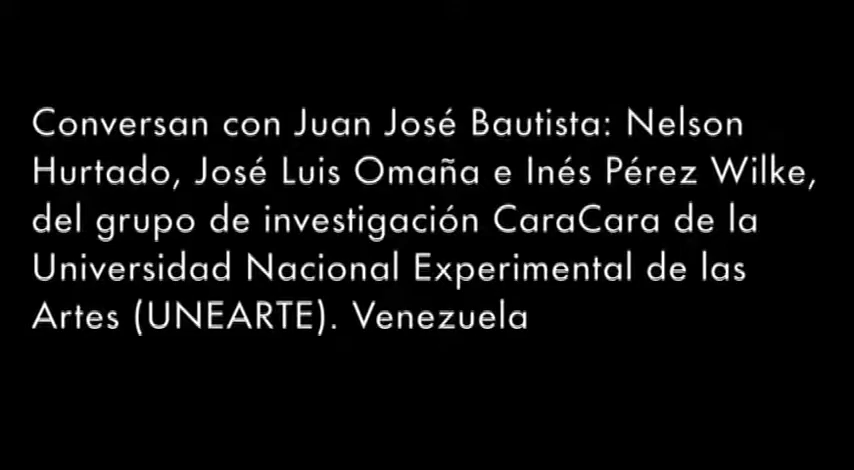 Conversan con Juan José Bautista: Nelson
Hurtado, José Luis Omaña e Inés Pérez Wilke,
del grupo de investigación CaraCara de la
Universidad Nacional Experimental de las
Artes (UNEARTE). Venezuela